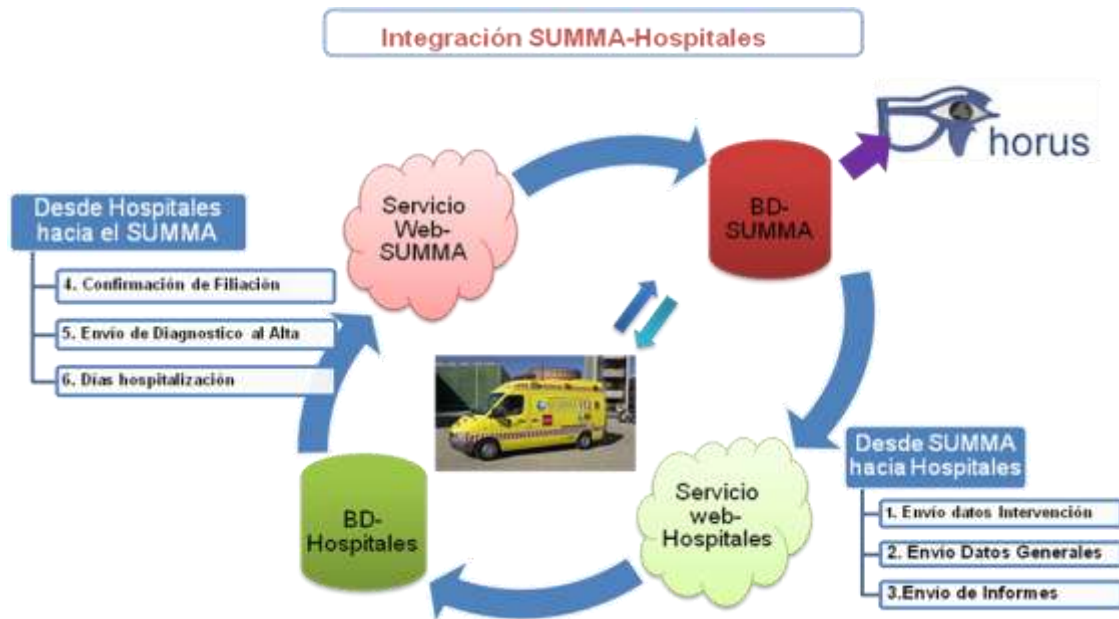 Integración SUMMA-Hospitales
horus
BD-
SUMMA
Servicio
Web-
SUMMA
Desde Hospitales
hacia el SUMMA
4. Confirmación de Filiación
5. Envío de Diagnostico al Alta
6. Días hospitalización
Desde SUMMA
hacia Hospitales
1. Envío datos Intervención
2. Envío Datos Generales
3.Envio de Informes
Servicio
web-
Hospitales
BD-
Hospitales